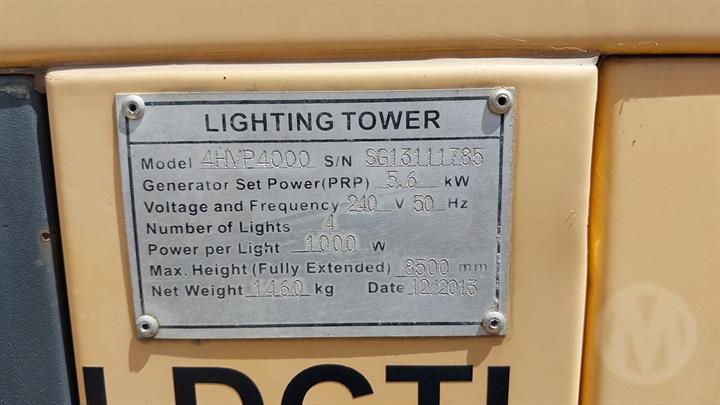 LIGHTING TOWER
Model 4HVP4000 S/N SG13111785
Generator Set Power(PRP) 5.6 kW
Voltage and Frequency 240 V 50 Hz
Number of Lights 4
Power per Light 1000 W
Max. Height (Fully Extended) 8500 mm
Net Weight 1460 kg Date 12/2013
M